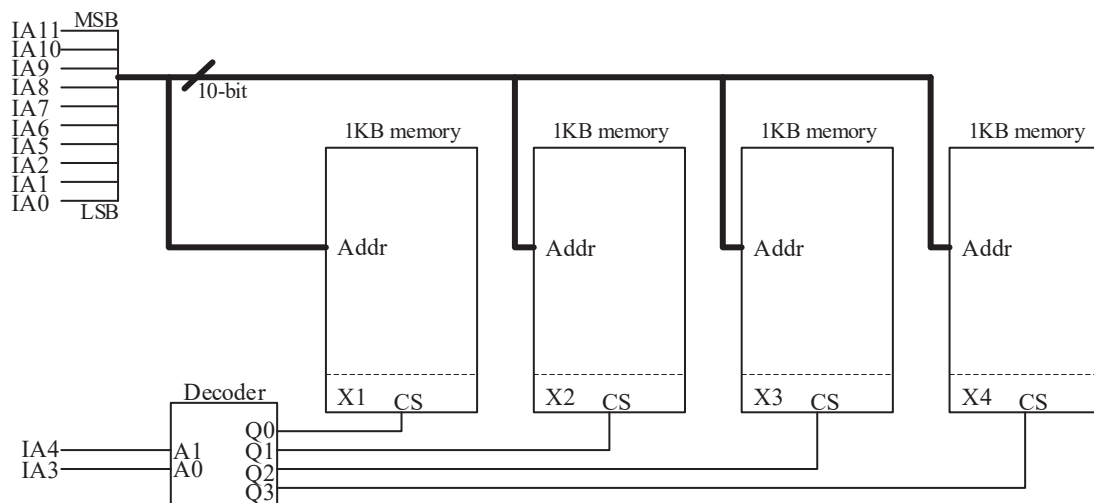 MSB
IA11
IA10
IA9
IA8
IA7
IA6
IA5
IA2
IA1
IA0
LSB
10-bit
1KB memory
1KB memory
1KB memory
1KB memory
Addr
Addr
Addr
Addr
X1
CS
X2
CS
X3
CS
X4
CS
Decoder
IA4
IA3
A1
A0
Q0
Q1
Q2
Q3